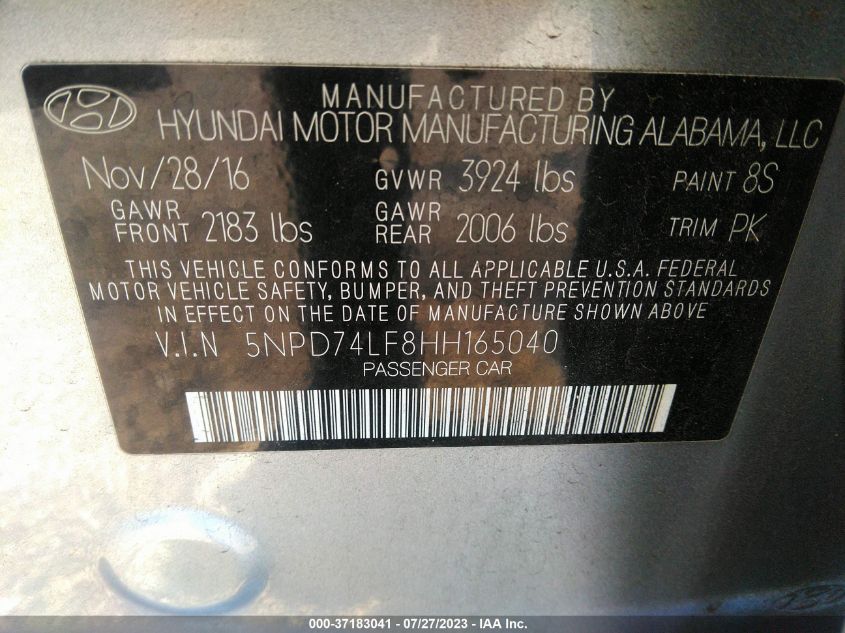 MANUFACTURED BY
HYUNDAI MOTOR MANUFACTURING ALABAMA, LLC
Nov/28/16 GVWR 3924 lbs PAINT 8S
GAWR FRONT 2183 lbs GAWR REAR 2006 lbs TRIM PK
THIS VEHICLE CONFORMS TO ALL APPLICABLE U.S.A. FEDERAL
MOTOR VEHICLE SAFETY, BUMPER, AND THEFT PREVENTION STANDARDS
IN EFFECT ON THE DATE OF MANUFACTURE SHOWN ABOVE.
V.I.N 5NPD74LF8HH165040
PASSENGER CAR
000-37183041 - 07/27/2023 - IAA Inc.